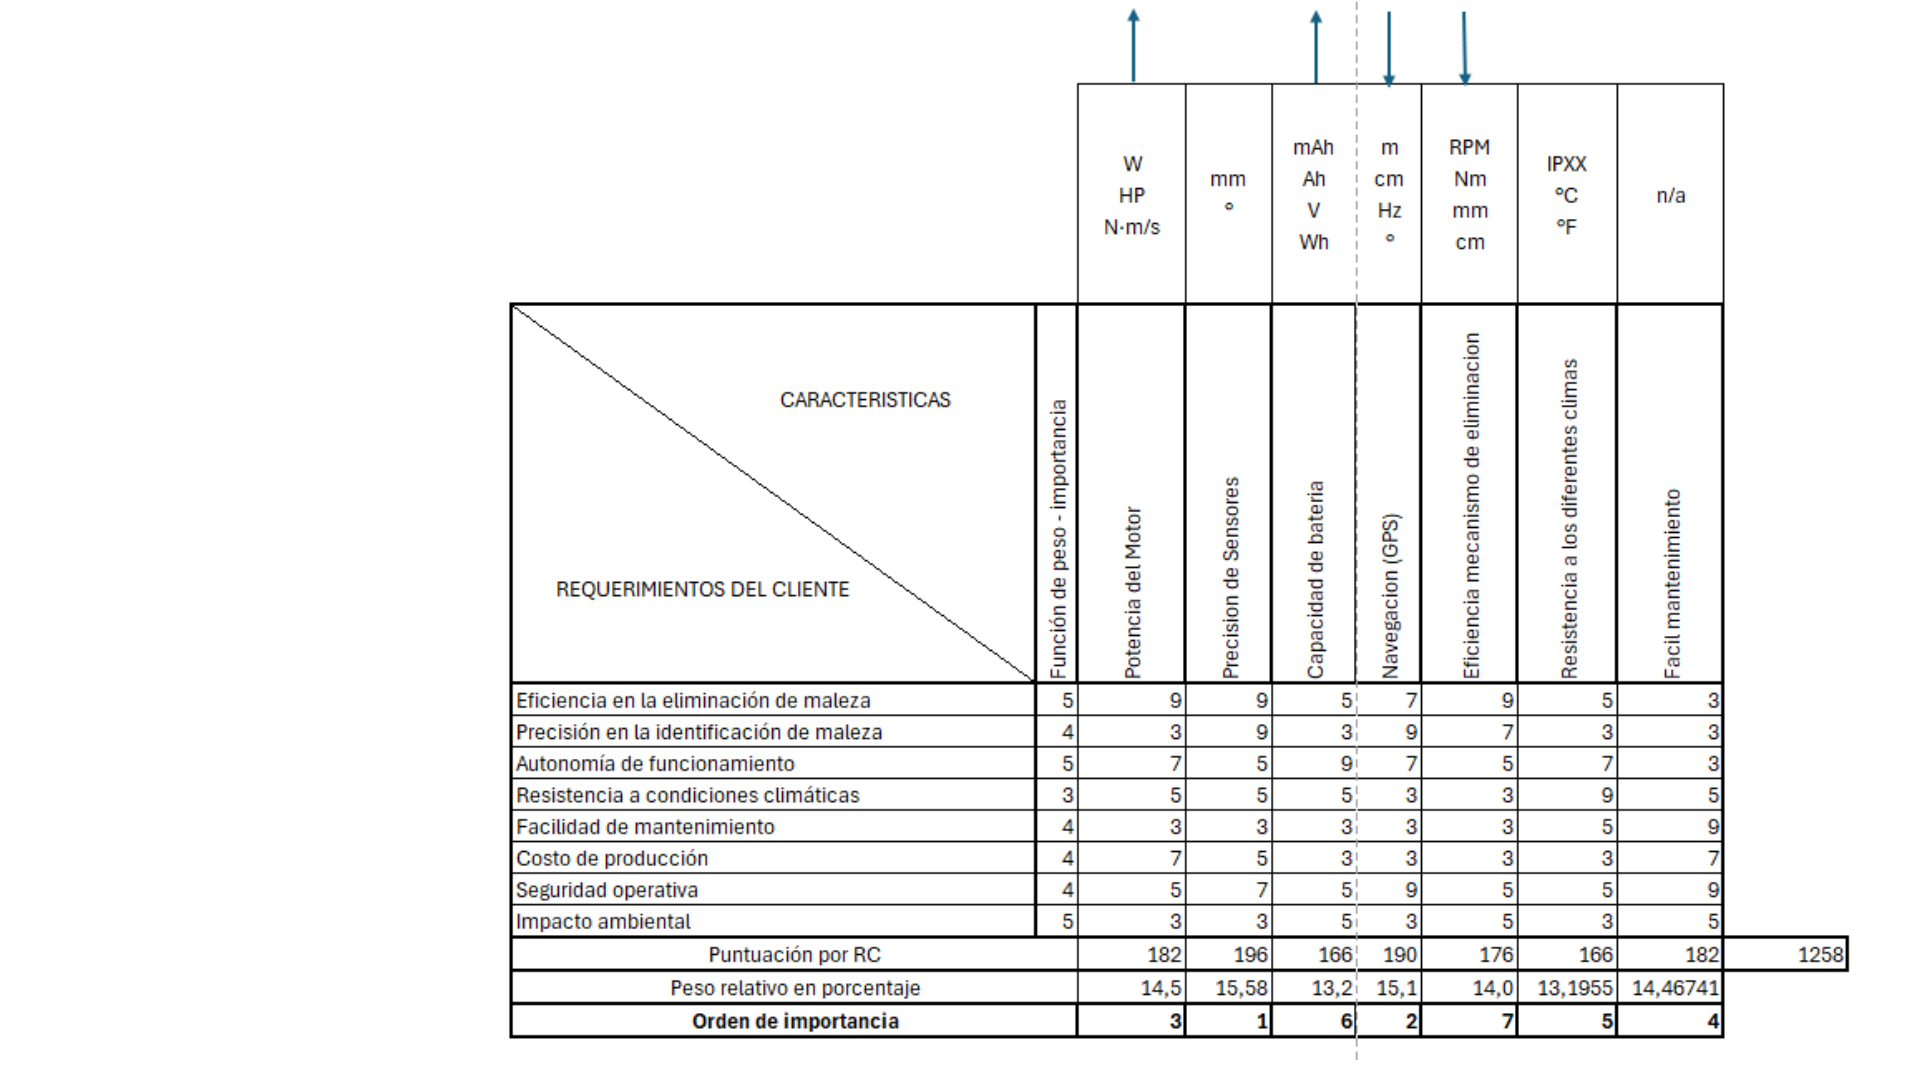 W
HP
N·m/s
mm
°
mAh
Ah
V
Wh
m
cm
Hz
°
RPM
Nm
mm
cm
IPXX
°C
°F
n/a
CARACTERISTICAS
REQUERIMIENTOS DEL CLIENTE
Función de peso - importancia
Potencia del Motor
Precision de Sensores
Capacidad de bateria
Navegacion (GPS)
Eficiencia mecanismo de eliminacion
Resistencia a los diferentes climas
Facil mantenimiento
Eficiencia en la eliminación de maleza 5 9 9 5 7 9 5 3
Precisión en la identificación de maleza 4 3 9 3 9 7 3 3
Autonomía de funcionamiento 5 7 5 9 7 5 7 3
Resistencia a condiciones climáticas 3 5 5 5 3 3 9 5
Facilidad de mantenimiento 4 3 3 3 3 3 5 9
Costo de producción 4 7 5 3 3 3 3 7
Seguridad operativa 4 5 7 5 9 5 5 9
Impacto ambiental 5 3 3 5 3 5 3 5
Puntuación por RC 182 196 166 190 176 166 182 1258
Peso relativo en porcentaje 14,5 15,58 13,2 15,1 14,0 13,1955 14,46741
Orden de importancia 3 1 6 2 7 5 4